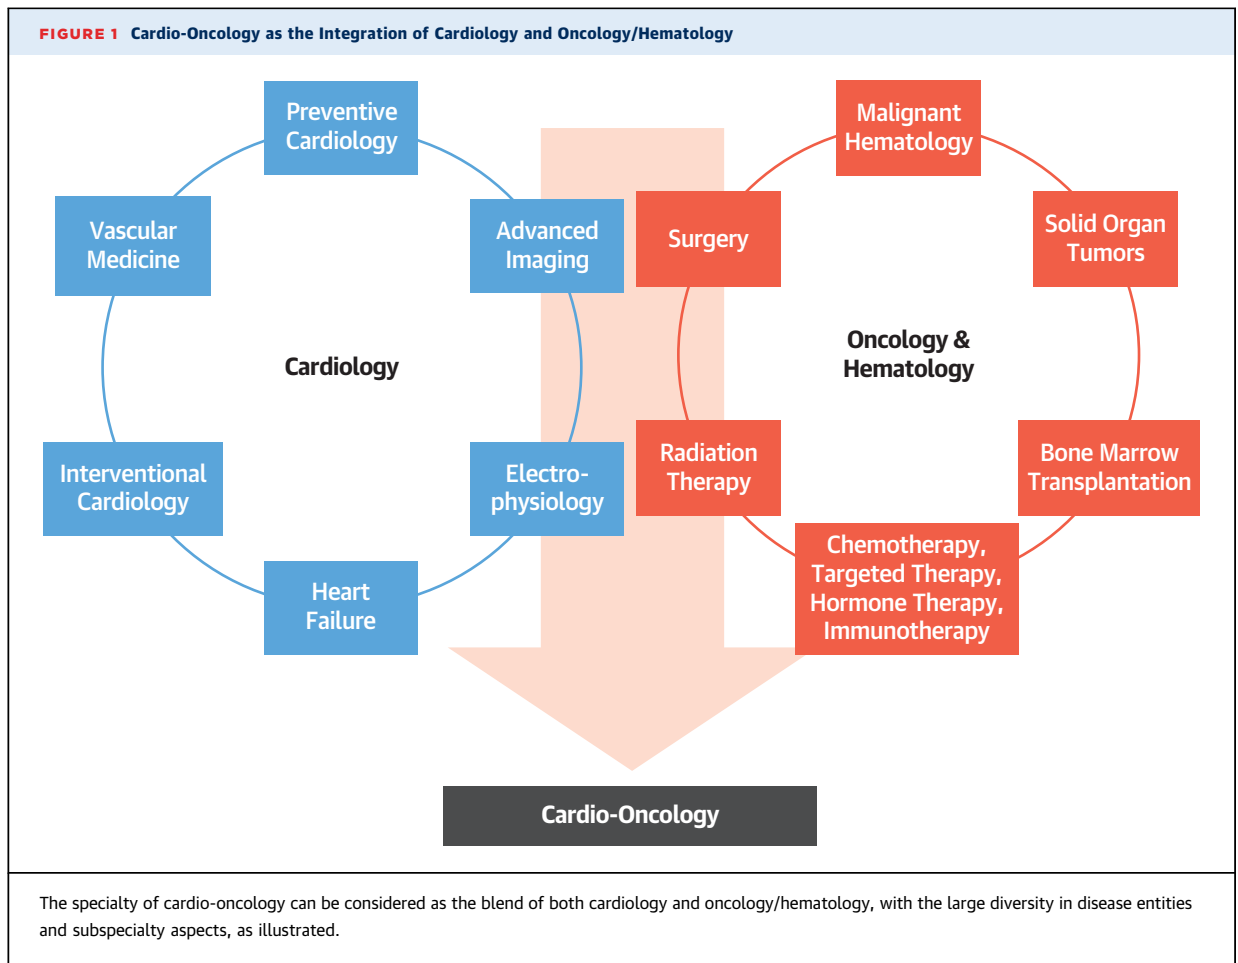 FIGURE 1 Cardio-Oncology as the Integration of Cardiology and Oncology/Hematology
Preventive
Cardiology
Vascular
Medicine
Advanced
Imaging
Cardiology
Interventional
Cardiology
Electro-
physiology
Heart
Failure
Malignant
Hematology
Surgery
Solid Organ
Tumors
Oncology &
Hematology
Radiation
Therapy
Bone Marrow
Transplantation
Chemotherapy,
Targeted Therapy,
Hormone Therapy,
Immunotherapy
Cardio-Oncology
The specialty of cardio-oncology can be considered as the blend of both cardiology and oncology/hematology, with the large diversity in disease entities
and subspecialty aspects, as illustrated.